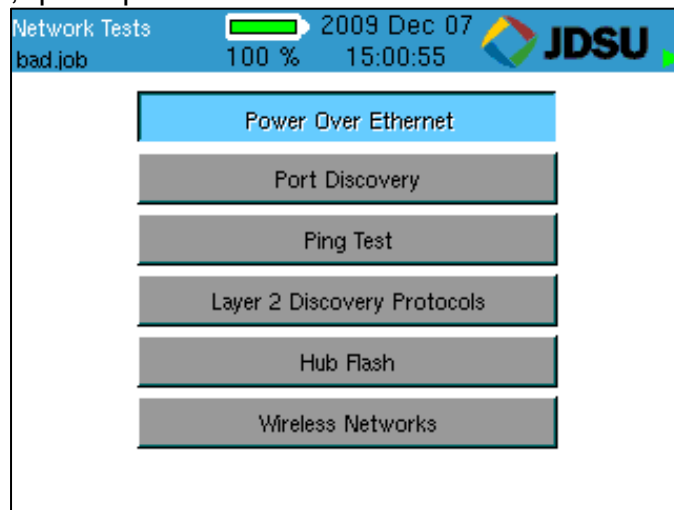 Network Tests 2009 Dec 07 JDSU
bad.job 100 % 15:00:55
Power Over Ethernet
Port Discovery
Ping Test
Layer 2 Discovery Protocols
Hub Flash
Wireless Networks